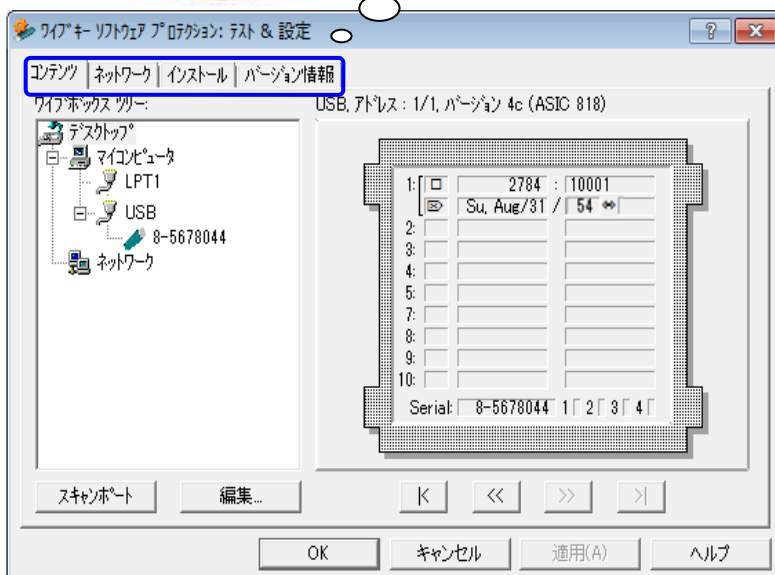 ワイブキー ソフトウェア プロテクション: テスト & 設定
コンテンツ ネットワーク インストール バージョン情報
ワイブボックス ツリー:
デスクトップ
マイコンピュータ
LPT1
USB
8-5678044
ネットワーク
USB, アドレス : 1/1, バージョン 4c (ASIC 818)
1: 2784 : 10001
Su, Aug/31 / 54
2:
3:
4:
5:
7:
8:
9:
10:
Serial: 8-5678044 1 2 3 4
スキャンポート 編集...
OK キャンセル 適用(A) ヘルプ